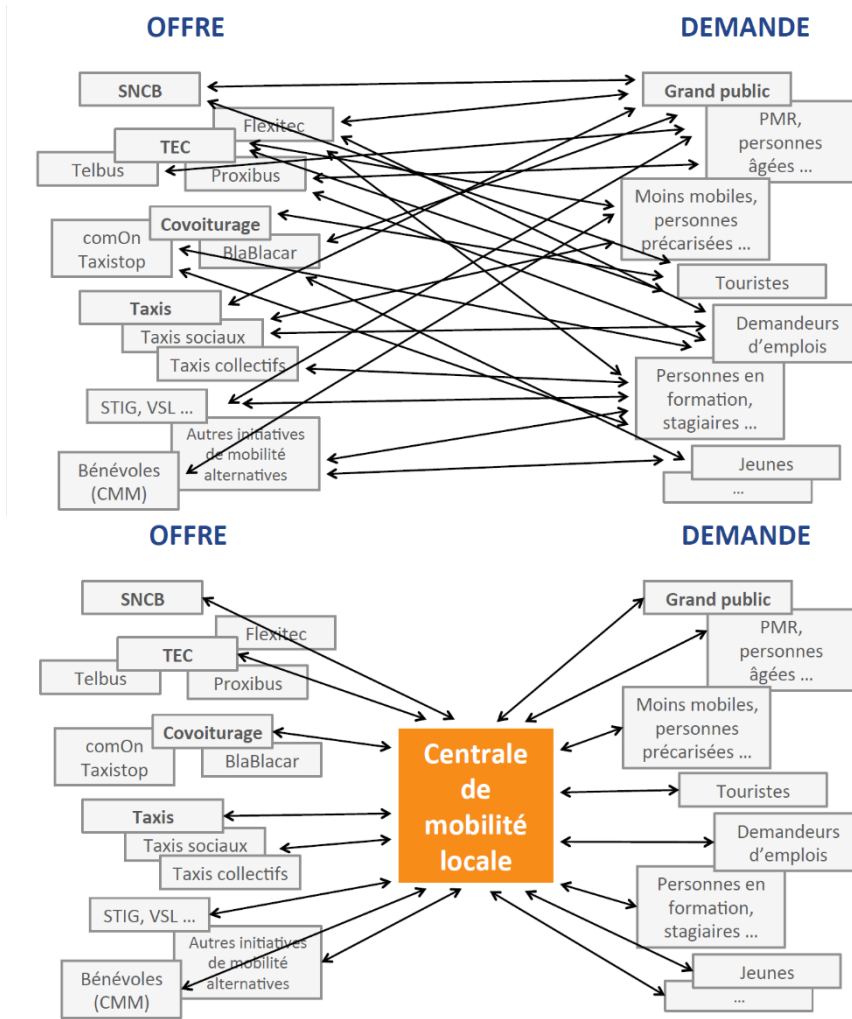 OFFRE
DEMANDE
SNCB
Flexitec
TEC
Telbus
Proxibus
Covoiturage
comOn
Taxistop
BlaBlacar
Taxis
Taxis sociaux
Taxis collectifs
STIG, VSL ...
Autres initiatives
de mobilité
alternatives
Bénévoles
(CMM)
Grand public
PMR,
personnes
âgées ...
Moins mobiles,
personnes
précarisées ...
Touristes
Demandeurs
d’emplois
Personnes en
formation,
stagiaires ...
Jeunes
...
OFFRE
DEMANDE
SNCB
Flexitec
TEC
Telbus
Proxibus
Covoiturage
comOn
Taxistop
BlaBlacar
Taxis
Taxis sociaux
Taxis collectifs
STIG, VSL ...
Autres initiatives
de mobilité
alternatives
Bénévoles
(CMM)
Centrale
de
mobilité
locale
Grand public
PMR,
personnes
âgées ...
Moins mobiles,
personnes
précarisées ...
Touristes
Demandeurs
d’emplois
Personnes en
formation,
stagiaires ...
Jeunes
...